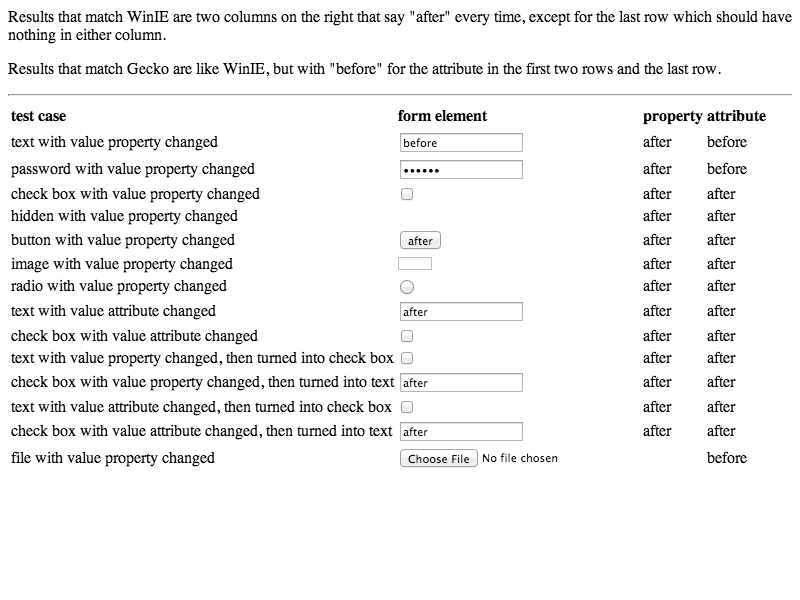 Results that match WinIE are two columns on the right that say "after" every time, except for the last row which should have
nothing in either column.
Results that match Gecko are like WinIE, but with "before" for the attribute in the first two rows and the last row.
test case form element property attribute
text with value property changed before after before
password with value property changed •••••• after before
check box with value property changed after after
hidden with value property changed after after
button with value property changed after after after
image with value property changed after after
radio with value property changed after after
text with value attribute changed after after after
check box with value attribute changed after after
text with value property changed, then turned into check box after after
check box with value property changed, then turned into text after after after
text with value attribute changed, then turned into check box after after
check box with value attribute changed, then turned into text after after after
file with value property changed Choose File No file chosen before